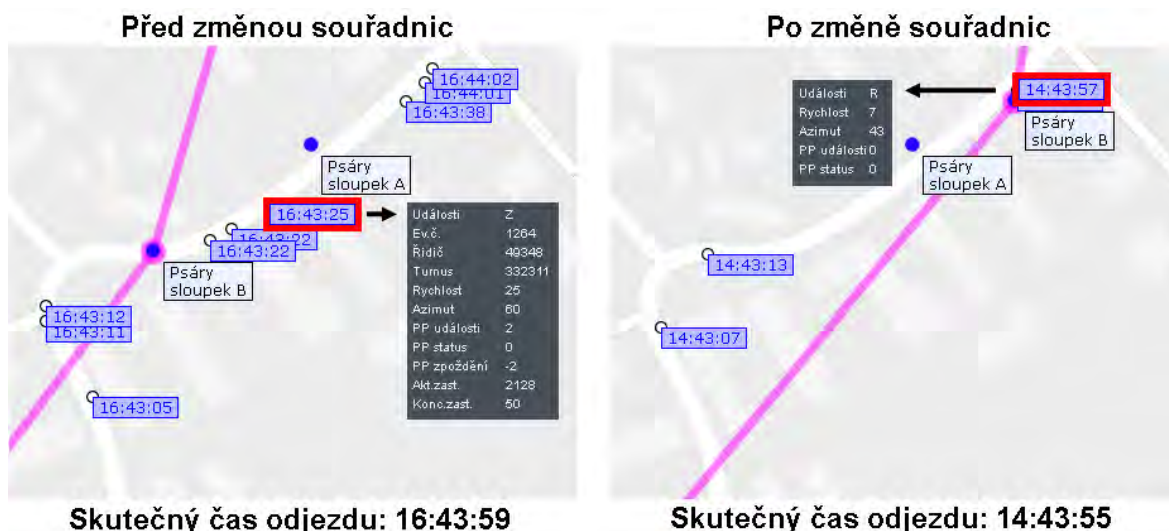 Před změnou souřadnic
Po změně souřadnic
16:44:02
16:44:01
16:43:38
Psáry
sloupek A
16:43:25
16:43:22
16:43:22
Psáry
sloupek B
16:43:12
16:43:11
16:43:05
Události Z
Ev.č. 1264
Řidič 49348
Turnus 332311
Rychlost 25
Azimut 60
PP události 2
PP status 0
PP zpoždění -2
Akt.zast. 2128
Konc.zast. 50
Skutečný čas odjezdu: 16:43:59
Události R
Rychlost 7
Azimut 43
PP události 0
PP status 0
14:43:57
Psáry
sloupek B
Psáry
sloupek A
14:43:13
14:43:07
Skutečný čas odjezdu: 14:43:55